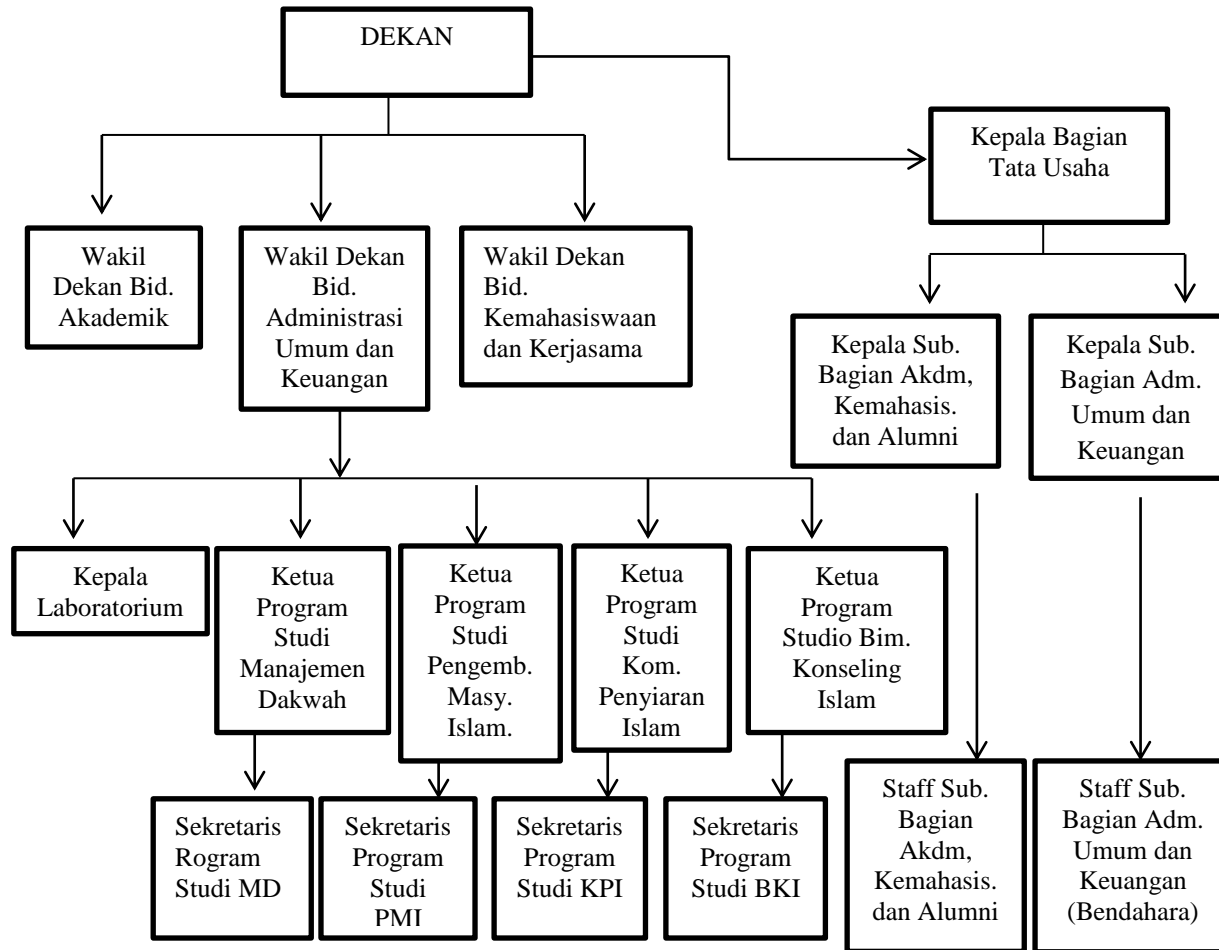 DEKAN
Kepala Bagian
Tata Usaha
Wakil
Dekan Bid.
Akademik
Wakil Dekan
Bid.
Administrasi
Umum dan
Keuangan
Wakil Dekan
Bid.
Kemahasiswaan
dan Kerjasama
Kepala Sub.
Bagian Akdm,
Kemahasis.
dan Alumni
Kepala Sub.
Bagian Adm.
Umum dan
Keuangan
Kepala
Laboratorium
Ketua
Program
Studi
Manajemen
Dakwah
Ketua
Program
Studi
Pengemb.
Masy.
Islam.
Ketua
Program
Studi
Kom.
Penyiaran
Islam
Ketua
Program
Studio Bim.
Konseling
Islam
Sekretaris
Rogram
Studi MD
Sekretaris
Program
Studi
PMI
Sekretaris
Program
Studi KPI
Sekretaris
Program
Studi BKI
Staff Sub.
Bagian
Akdm,
Kemahasis.
dan Alumni
Staff Sub.
Bagian Adm.
Umum dan
Keuangan
(Bendahara)